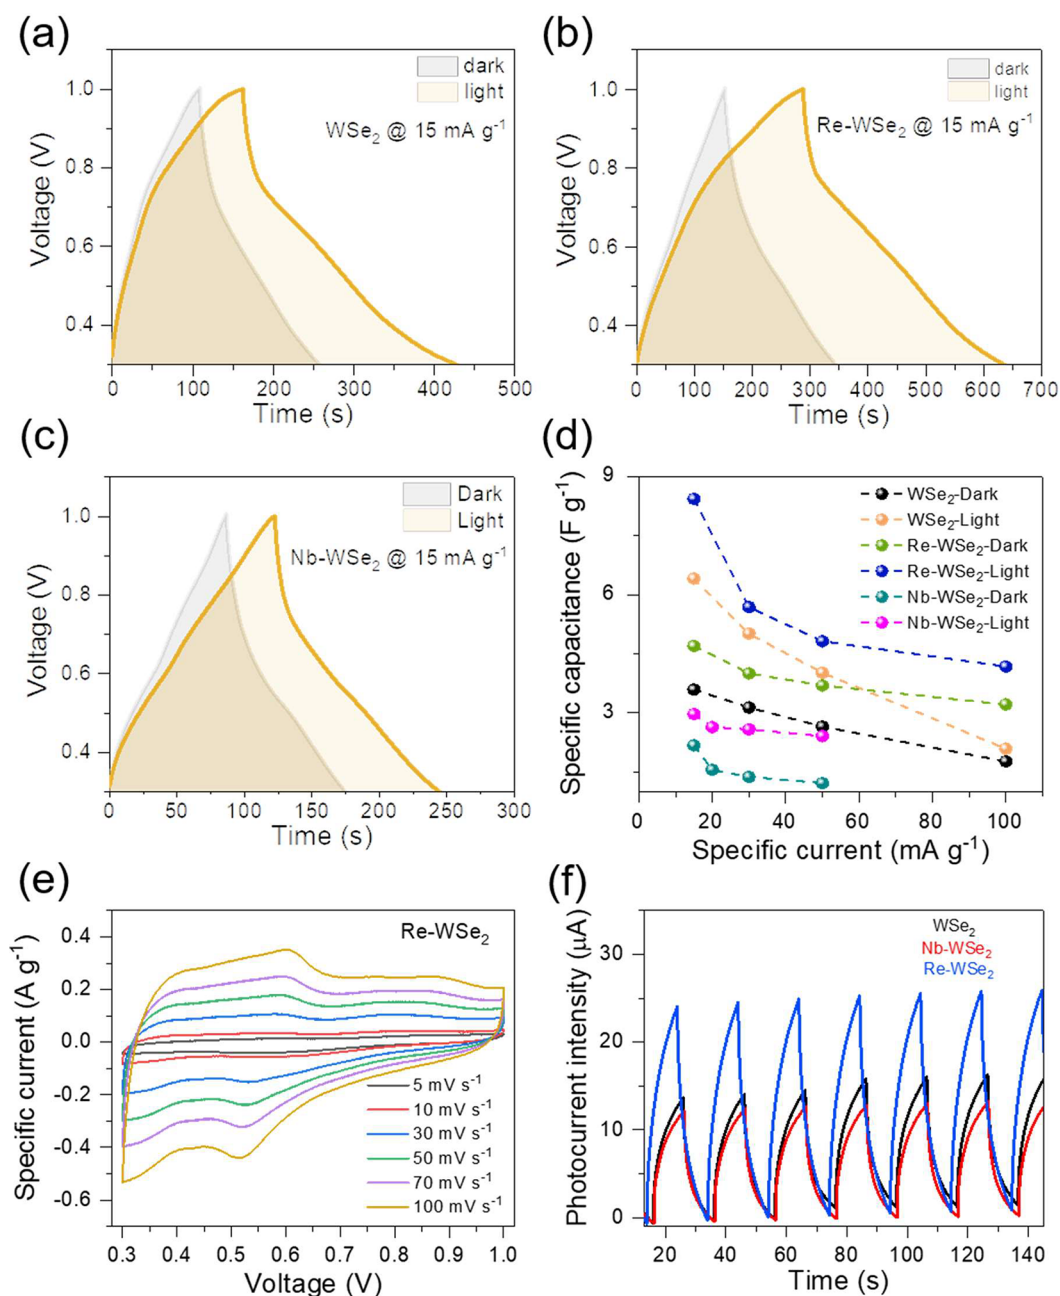 (a)
dark
light
WSe₂ @ 15 mA g⁻¹
Voltage (V)
1.0
0.8
0.6
0.4
0 100 200 300 400 500
Time (s)
(b)
dark
light
Re-WSe₂ @ 15 mA g⁻¹
Voltage (V)
1.0
0.8
0.6
0.4
0 100 200 300 400 500 600 700
Time (s)
(c)
Dark
Light
Nb-WSe₂ @ 15 mA g⁻¹
Voltage (V)
1.0
0.8
0.6
0.4
0 50 100 150 200 250 300
Time (s)
(d)
WSe₂-Dark
WSe₂-Light
Re-WSe₂-Dark
Re-WSe₂-Light
Nb-WSe₂-Dark
Nb-WSe₂-Light
Specific capacitance (F g⁻¹)
9
6
3
0 20 40 60 80 100
Specific current (mA g⁻¹)
(e)
Re-WSe₂
Specific current (A g⁻¹)
0.4
0.2
0.0
-0.2
-0.4
-0.6
5 mV s⁻¹
10 mV s⁻¹
30 mV s⁻¹
50 mV s⁻¹
70 mV s⁻¹
100 mV s⁻¹
0.3 0.4 0.5 0.6 0.7 0.8 0.9 1.0
Voltage (V)
(f)
WSe₂
Nb-WSe₂
Re-WSe₂
Photocurrent intensity (μA)
30
20
10
0
20 40 60 80 100 120 140
Time (s)